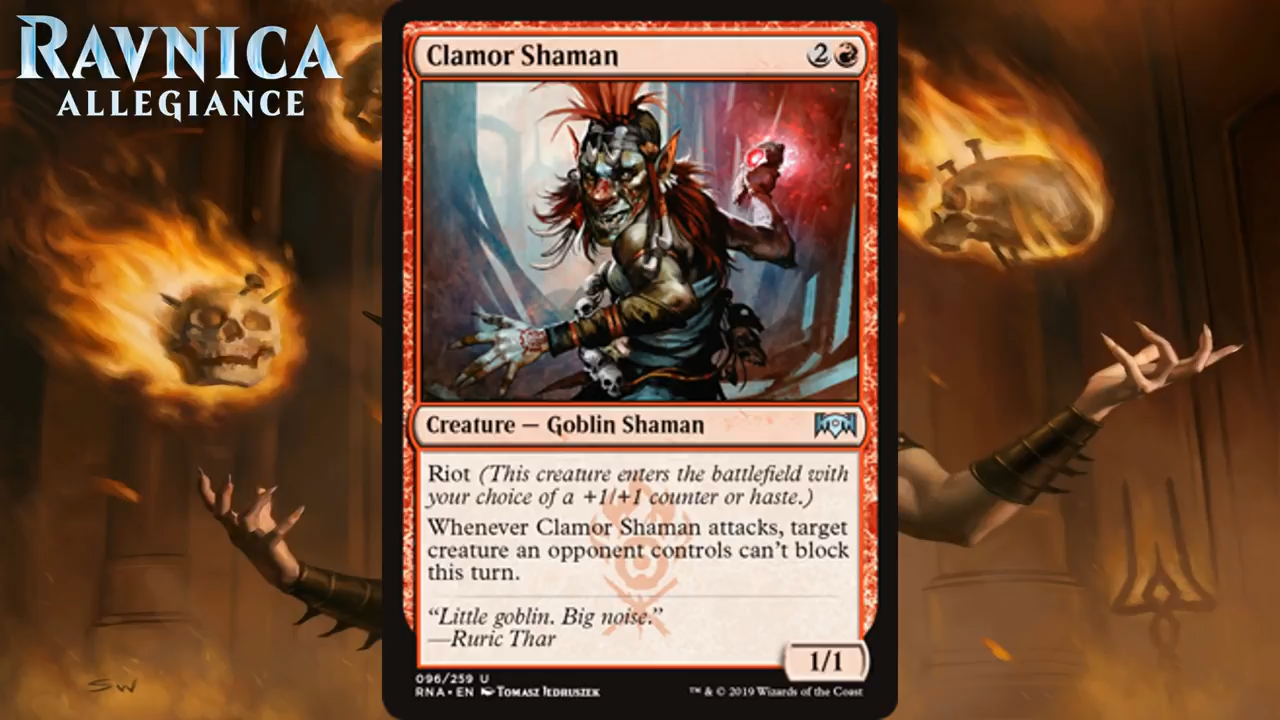 RAVNICA
ALLEGIANCE
Clamor Shaman
2
Creature — Goblin Shaman
Riot (This creature enters the battlefield with
your choice of a +1/+1 counter or haste.)
Whenever Clamor Shaman attacks, target
creature an opponent controls can't block
this turn.
“Little goblin. Big noise.”
—Ruric Thar
1/1
096/259 U
RNA • EN Tomasz Jedruszek
™ & © 2019 Wizards of the Coast
SW